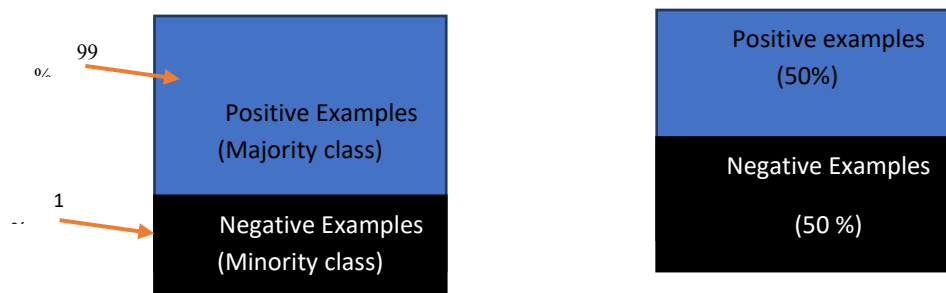 99
%
Positive Examples
(Majority class)
1
Negative Examples
(Minority class)
Positive examples
(50%)
Negative Examples
(50 %)